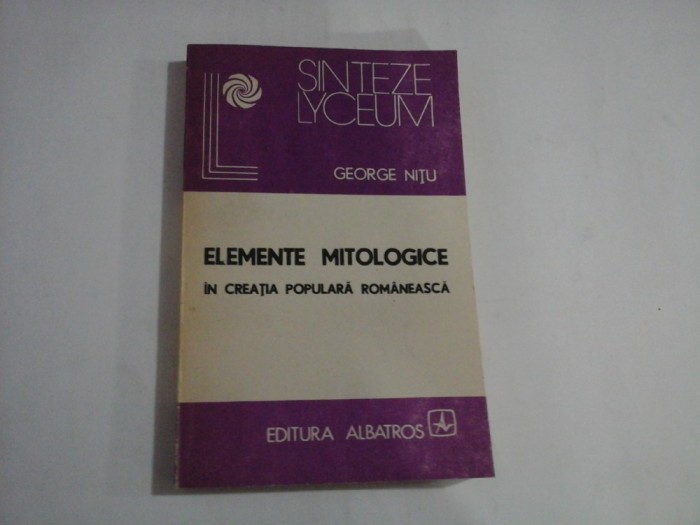 SINTEZE
LYCEUM
GEORGE NIȚU
ELEMENTE MITOLOGICE
ÎN CREAȚIA POPULARĂ ROMÂNEASCĂ
EDITURA ALBATROS